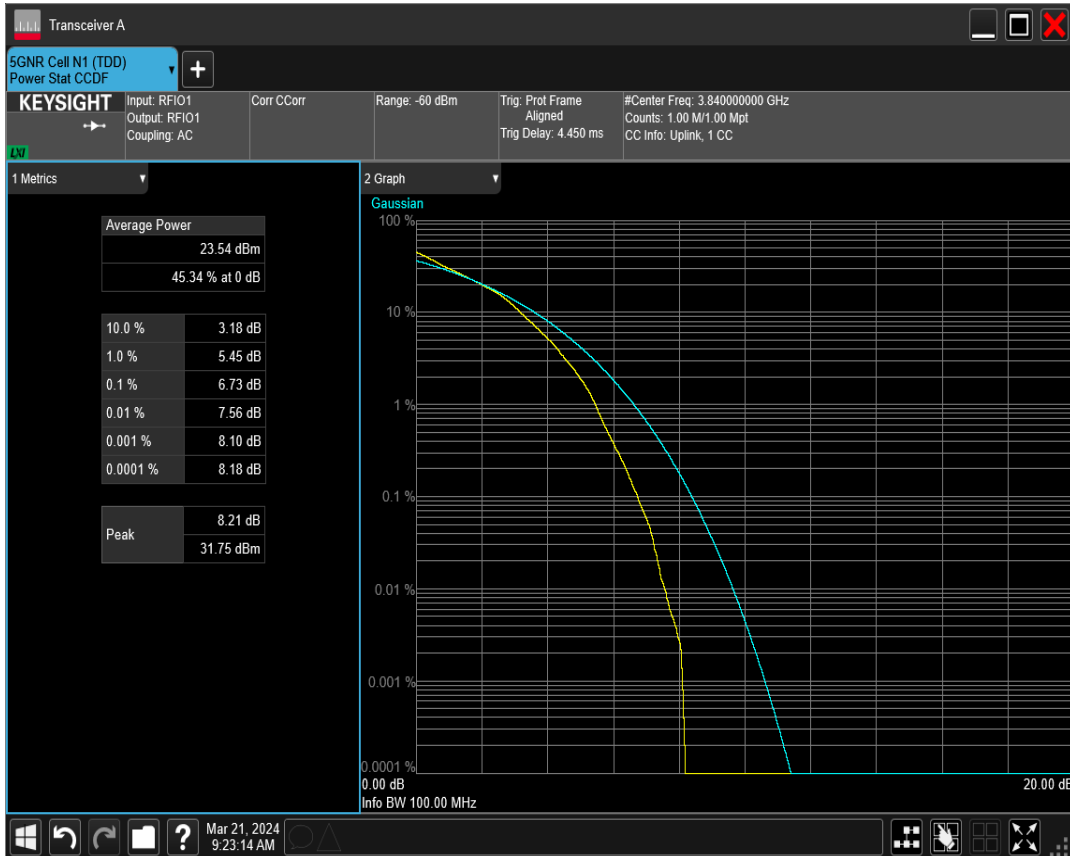 Transceiver A
5GNR Cell N1 (TDD)
Power Stat CCDF
+
KEYSIGHT
LXI
Input: RFIO1
Output: RFIO1
Coupling: AC
Corr CCorr
Range: -60 dBm
Trig: Prot Frame
Aligned
Trig Delay: 4.450 ms
#Center Freq: 3.840000000 GHz
Counts: 1.00 M/1.00 Mpt
CC Info: Uplink, 1 CC
1 Metrics
Average Power
23.54 dBm
45.34 % at 0 dB
10.0 % 3.18 dB
1.0 % 5.45 dB
0.1 % 6.73 dB
0.01 % 7.56 dB
0.001 % 8.10 dB
0.0001 % 8.18 dB
Peak
8.21 dB
31.75 dBm
2 Graph
Gaussian
100 %
10 %
1 %
0.1 %
0.01 %
0.001 %
0.0001 %
0.00 dB
20.00 dB
Info BW 100.00 MHz
?
Mar 21, 2024
9:23:14 AM